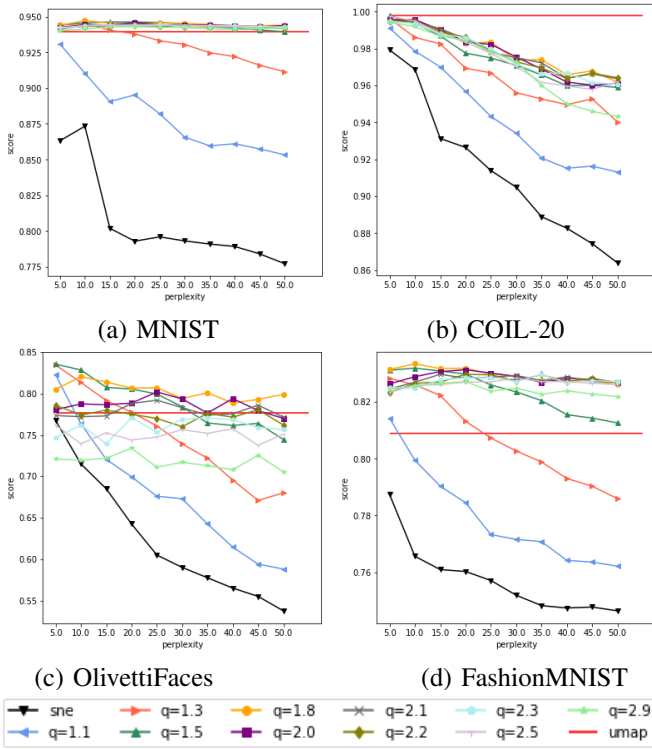 0.950
0.925
0.900
0.875
0.850
0.825
0.800
0.775
score
5.0 10.0 15.0 20.0 25.0 30.0 35.0 40.0 45.0 50.0
perplexity
(a) MNIST
1.00
0.98
0.96
0.94
0.92
0.90
0.88
0.86
score
5.0 10.0 15.0 20.0 25.0 30.0 35.0 40.0 45.0 50.0
perplexity
(b) COIL-20
0.85
0.80
0.75
0.70
0.65
0.60
0.55
score
5.0 10.0 15.0 20.0 25.0 30.0 35.0 40.0 45.0 50.0
perplexity
(c) OlivettiFaces
0.82
0.80
0.78
0.76
score
5.0 10.0 15.0 20.0 25.0 30.0 35.0 40.0 45.0 50.0
perplexity
(d) FashionMNIST
sne q=1.3 q=1.8 q=2.1 q=2.3 q=2.9
q=1.1 q=1.5 q=2.0 q=2.2 q=2.5 umap